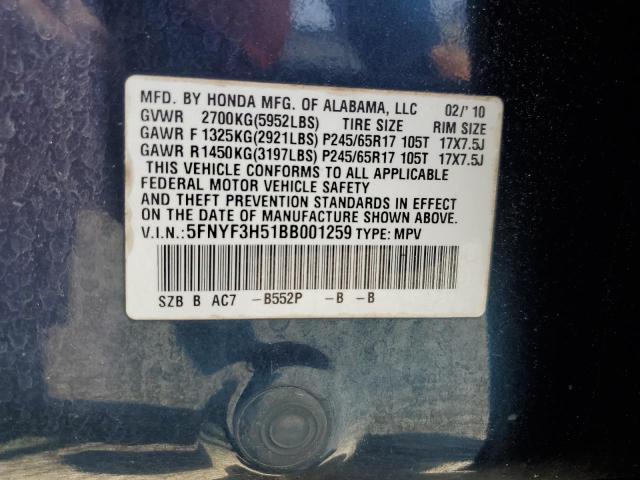 MFD. BY HONDA MFG. OF ALABAMA, LLC 02/'10
GVWR 2700KG(5952LBS) TIRE SIZE RIM SIZE
GAWR F 1325KG(2921LBS) P245/65R17 105T 17X7.5J
GAWR R 1450KG(3197LBS) P245/65R17 105T 17X7.5J
THIS VEHICLE CONFORMS TO ALL APPLICABLE
FEDERAL MOTOR VEHICLE SAFETY
AND THEFT PREVENTION STANDARDS IN EFFECT
ON THE DATE OF MANUFACTURE SHOWN ABOVE.
V.I.N.: 5FNYF3H51BB001259 TYPE: MPV
SZB B AC7 -B552P -B -B